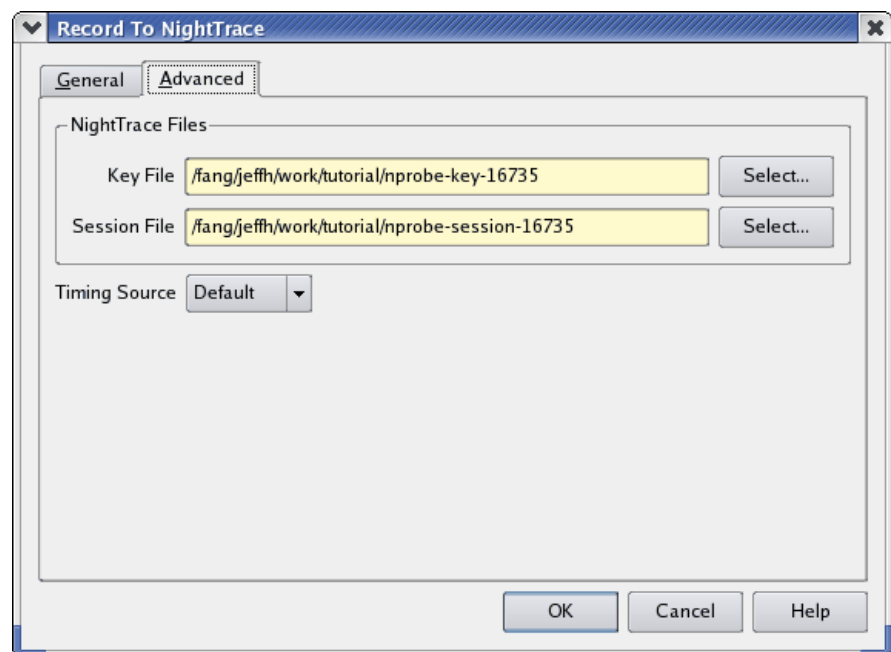 Record To NightTrace
General Advanced
NightTrace Files
Key File /fang/jeffh/work/tutorial/nprobe-key-16735 Select...
Session File /fang/jeffh/work/tutorial/nprobe-session-16735 Select...
Timing Source Default
OK Cancel Help